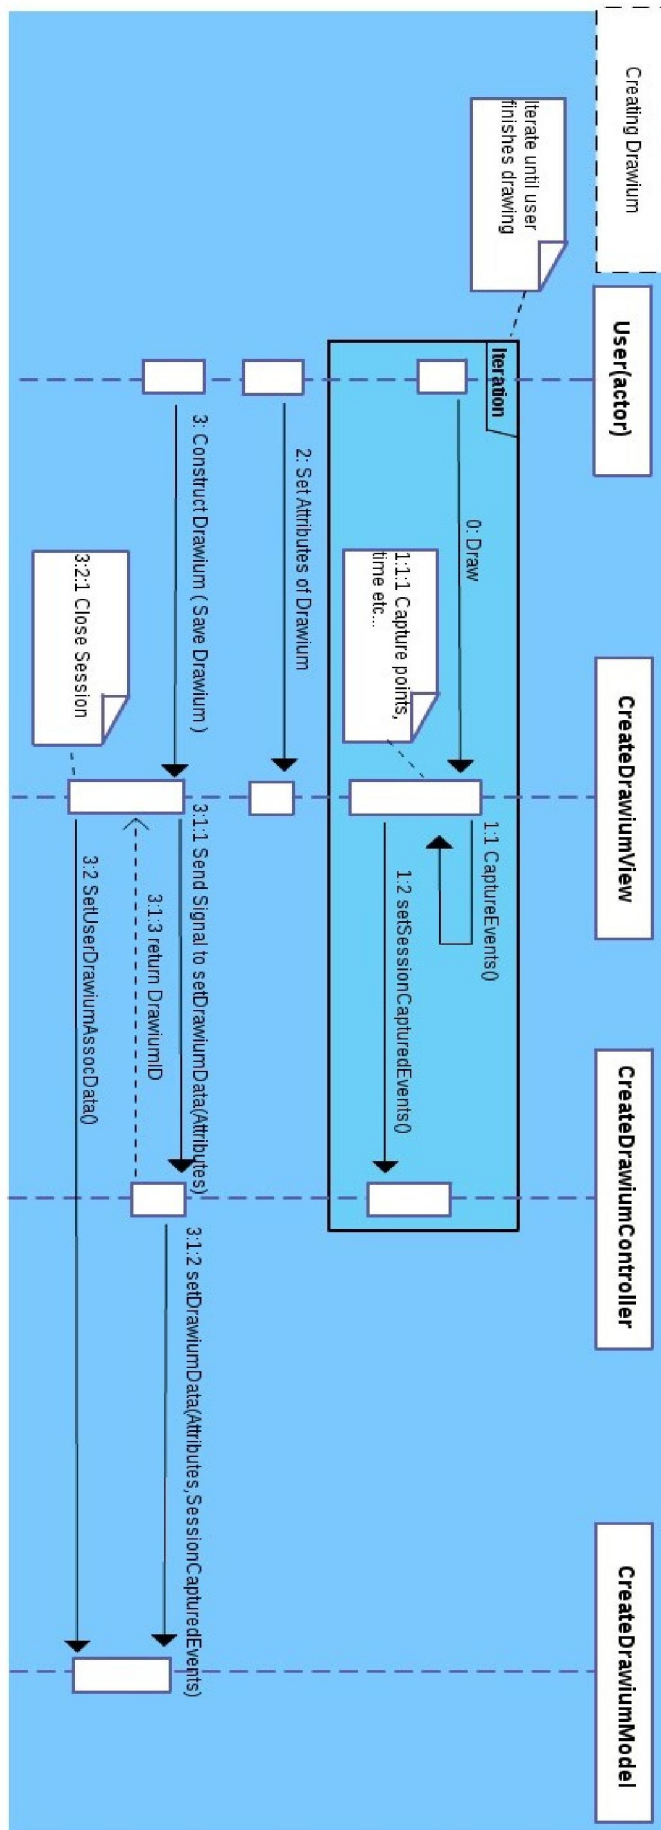 Creating Drawium
User(actor)
CreateDrawiumView
CreateDrawiumController
CreateDrawiumModel
Iterate until user
finishes drawing
Iteration
0: Draw
1:1 CaptureEvents()
1:1:1 Capture points,
time etc...
1:2 setSessionCapturedEvents()
2: Set Attributes of Drawium
3: Construct Drawium ( Save Drawium )
3:1:1 Send Signal to setDrawiumData(Attributes)
3:1:2 setDrawiumData(Attributes,SessionCapturedEvents)
3:1:3 return DrawiumID
3:2:1 Close Session
3:2 SetUserDrawiumAssocData()